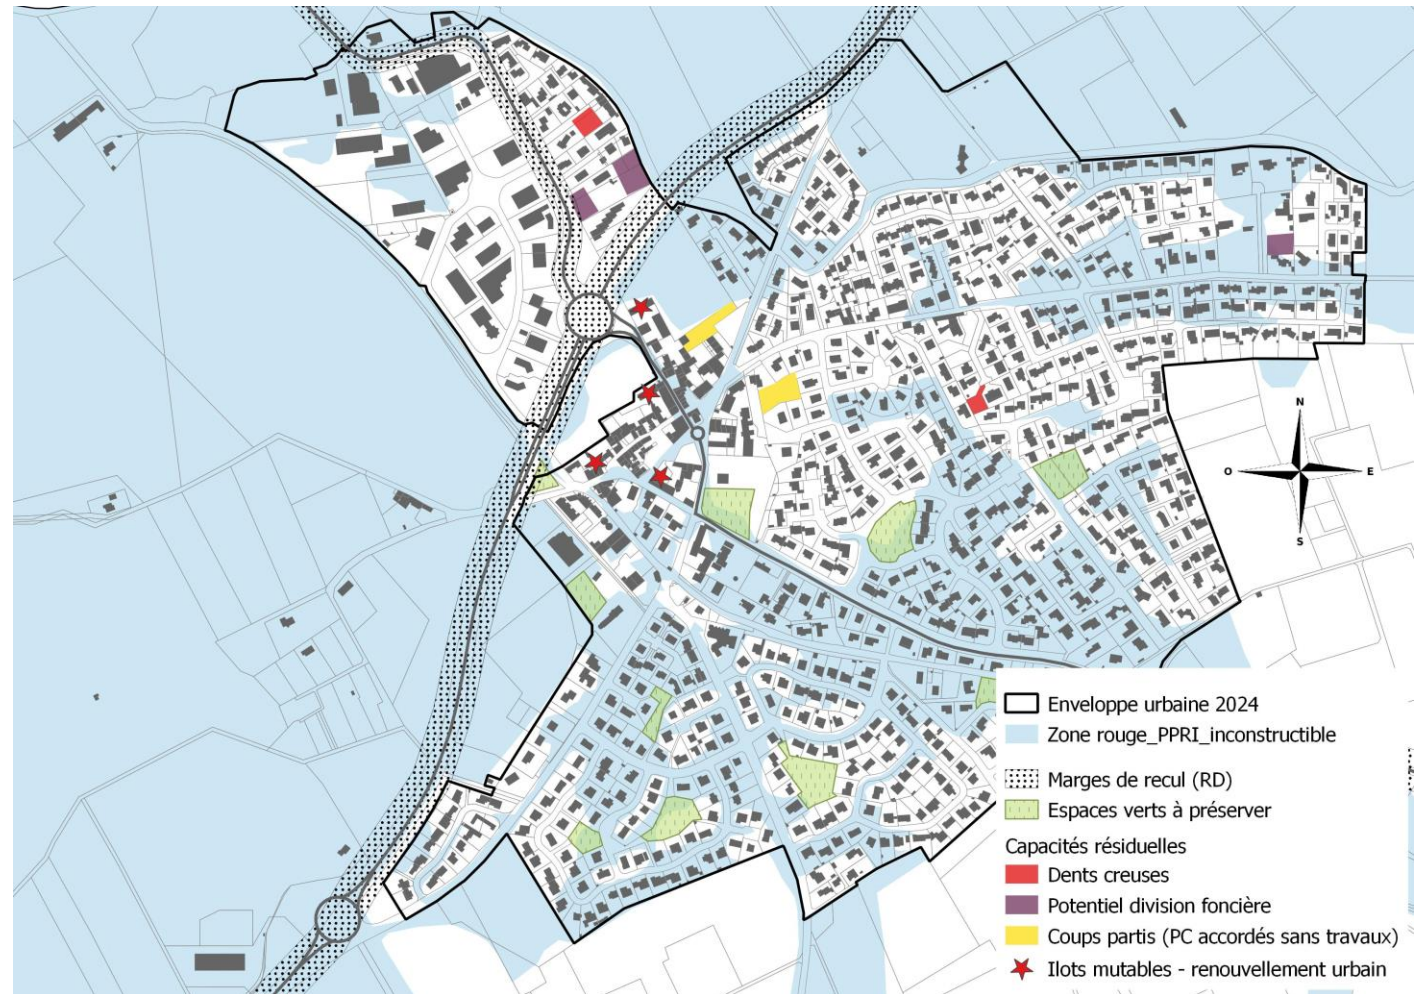 N
O
E
S
Enveloppe urbaine 2024
Zone rouge_PPRI_inconstructible
Marges de recul (RD)
Espaces verts à préserver
Capacités résiduelles
Dents creuses
Potentiel division foncière
Coups partis (PC accordés sans travaux)
Ilots mutables - renouvellement urbain